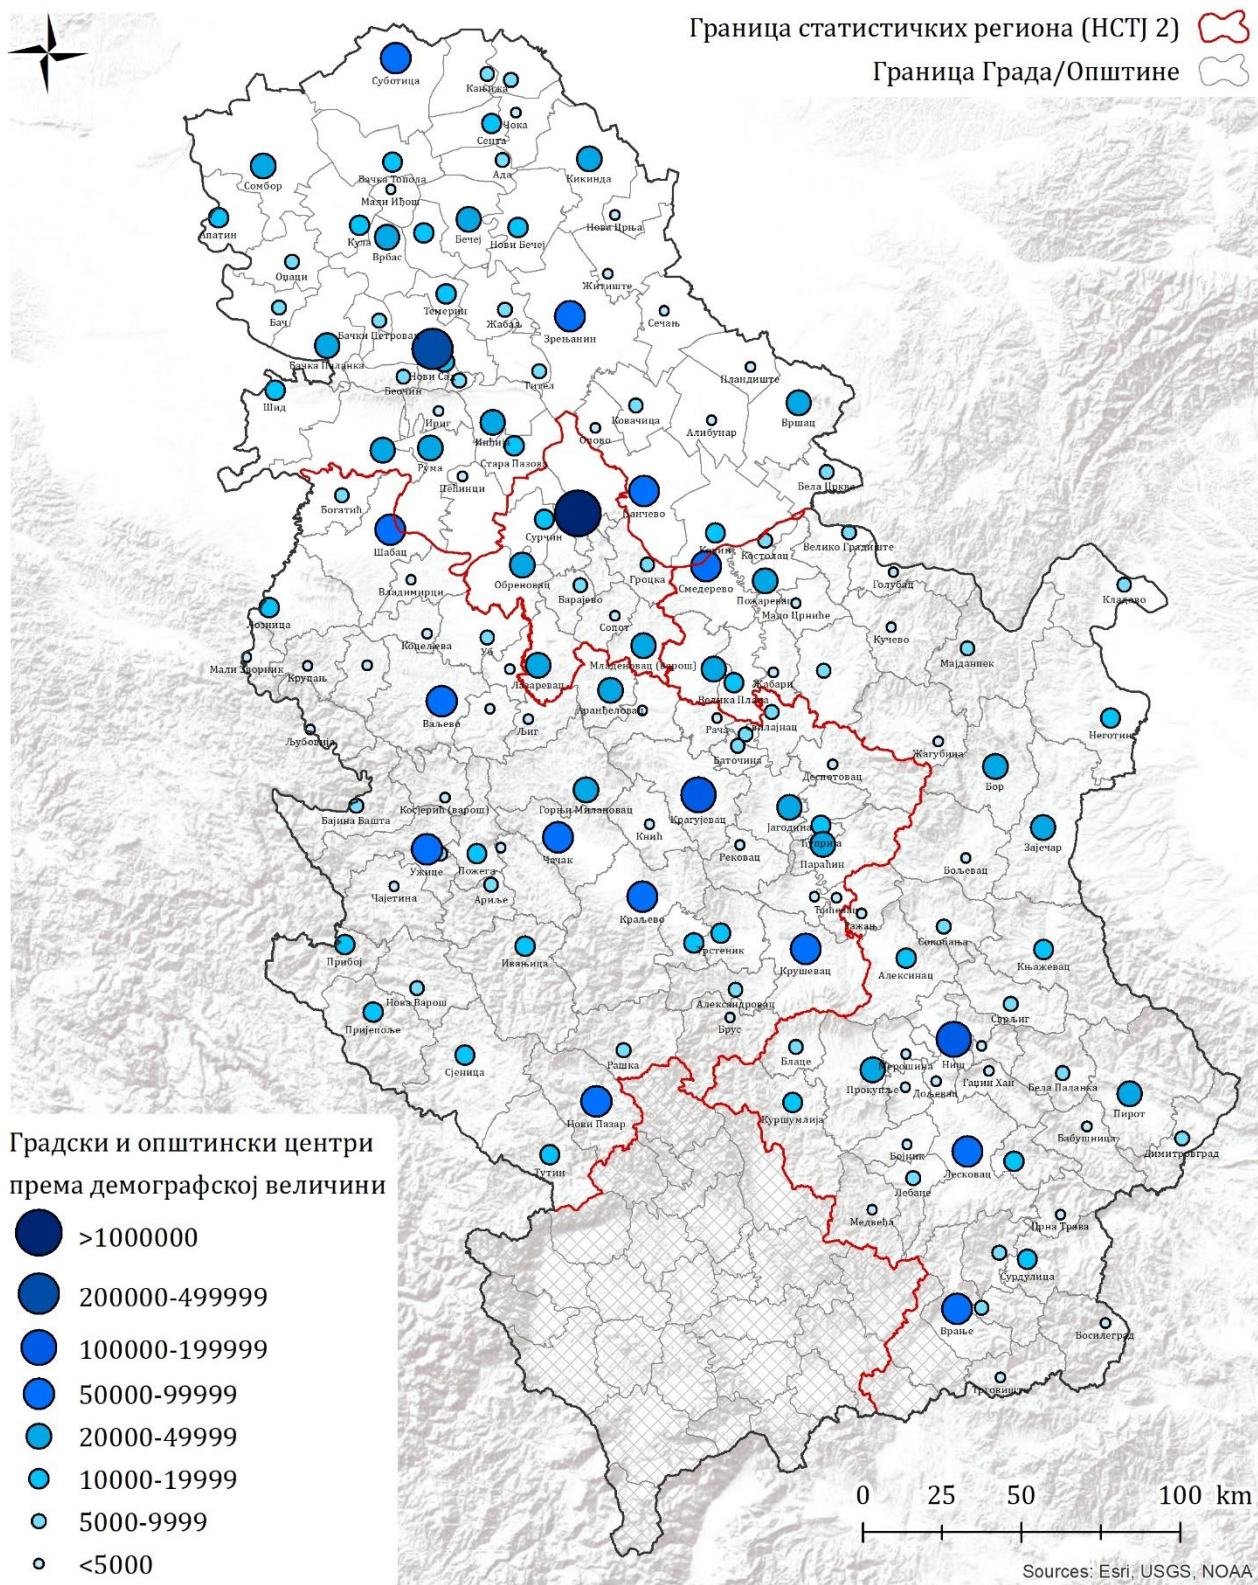 Граница статистичких региона (НСТЈ 2)
Граница Града/Општине
Суботица
Кањижа
Чока
Сента
Ада
Кикинда
Сомбор
Бачка Топола
Мали Иђош
Апатин
Кула
Врбас
Бечеј
Нови Бечеј
Нова Црња
Оџаци
Житиште
Темерин
Жабаљ
Зрењанин
Сечањ
Бач
Бачки Петровац
Бачка Паланка
Нови Сад
Беочин
Тител
Пландиште
Шид
Ириг
Ковачица
Вршац
Инђија
Опово
Алибунар
Рума
Стара Пазова
Пећинци
Бела Црква
Богатић
Панчево
Шабац
Сурчин
Ковин
Костолац
Велико Градиште
Обреновац
Гроцка
Смедерево
Голубац
Владимирци
Барајево
Пожаревац
Кладово
Лозница
Сопот
Мало Црниће
Кучево
Коцељева
Уб
Мајданпек
Мали Зворник
Крупањ
Лазаревац
Младеновац (варош)
Велика Плана
Жабари
Ваљево
Аранђеловац
Љиг
Рача
Свилајнац
Љубовија
Неготин
Баточина
Жагубица
Деспотовац
Бор
Косјерић (варош)
Бајина Башта
Горњи Милановац
Крагујевац
Јагодина
Кнић
Ћуприја
Зајечар
Чачак
Рековац
Параћин
Ужице
Пожега
Бољевац
Чајетина
Ариље
Краљево
Ћићевац
Ражањ
Прибој
Ивањица
Трстеник
Крушевац
Сокобања
Алексинац
Књажевац
Нова Варош
Александровац
Сврљиг
Пријепоље
Брус
Сјеница
Рашка
Блаце
Мерошина
Ниш
Прокупље
Дољевац
Гаџин Хан
Бела Паланка
Нови Пазар
Куршумлија
Пирот
Бабушница
Тутин
Бојник
Лесковац
Димитровград
Лебане
Медвеђа
Црна Трава
Сурдулица
Врање
Босилеград
Трговиште
Градски и општински центри
према демографској величини
>1000000
200000-499999
100000-199999
50000-99999
20000-49999
10000-19999
5000-9999
<5000
0 25 50 100 km
Sources: Esri, USGS, NOAA